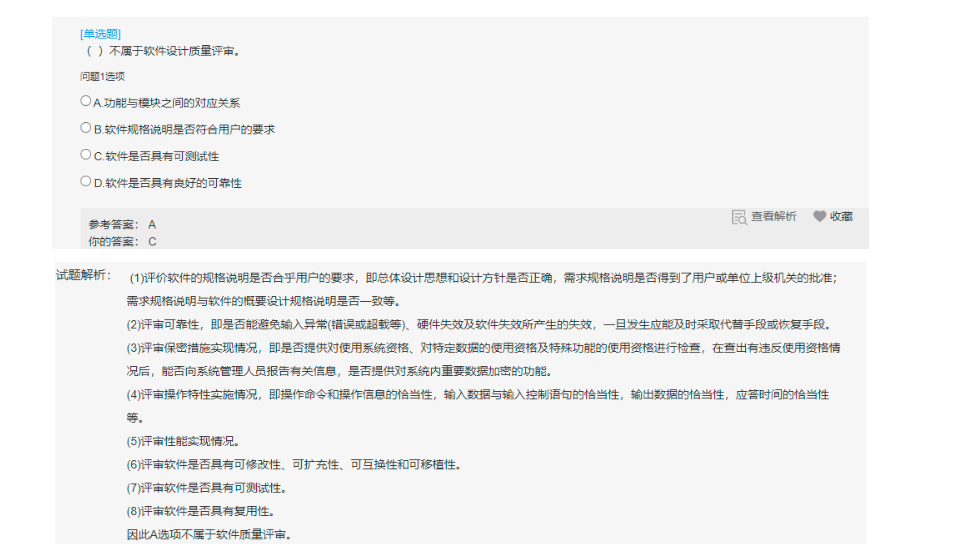 [单选题]
（ ）不属于软件设计质量评审。
问题1选项
A.功能与模块之间的对应关系
B.软件规格说明是否符合用户的要求
C.软件是否具有可测试性
D.软件是否具有良好的可靠性
查看解析 收藏
参考答案： A
你的答案： C
试题解析： (1)评价软件的规格说明是否合乎用户的要求，即总体设计思想和设计方针是否正确，需求规格说明是否得到了用户或单位上级机关的批准；
需求规格说明与软件的概要设计规格说明是否一致等。
(2)评审可靠性，即是否能避免输入异常(错误或超载等)、硬件失效及软件失效所产生的失效，一旦发生应能及时采取代替手段或恢复手段。
(3)评审保密措施实现情况，即是否提供对使用系统资格、对特定数据的使用资格及特殊功能的使用资格进行检查，在查出有违反使用资格情
况后，能否向系统管理人员报告有关信息，是否提供对系统内重要数据加密的功能。
(4)评审操作特性实施情况，即操作命令和操作信息的恰当性，输入数据与输入控制语句的恰当性，输出数据的恰当性，应答时间的恰当性
等。
(5)评审性能实现情况。
(6)评审软件是否具有可修改性、可扩充性、可互换性和可移植性。
(7)评审软件是否具有可测试性。
(8)评审软件是否具有复用性。
因此A选项不属于软件质量评审。